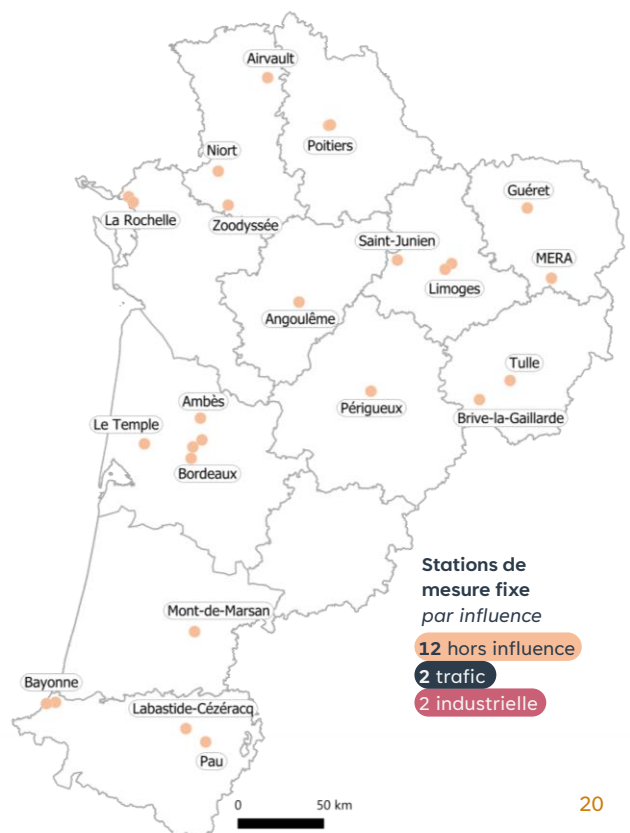 Airvault
Poitiers
Niort
Guéret
La Rochelle
Zoodyssée
Saint-Junien
MERA
Limoges
Angoulême
Tulle
Ambès
Périgueux
Brive-la-Gaillarde
Le Temple
Bordeaux
Stations de
mesure fixe
par influence
12 hors influence
2 trafic
2 industrielle
Mont-de-Marsan
Bayonne
Labastide-Cézéracq
Pau
0 50 km
20